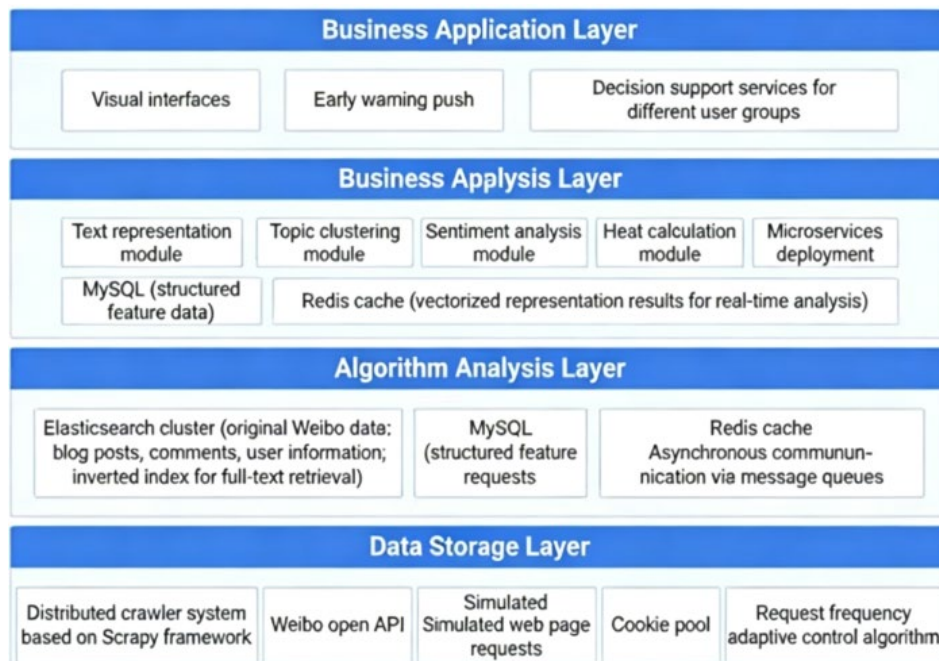 Business Application Layer
Visual interfaces
Early warning push
Decision support services for
different user groups
Business Applysis Layer
Text representation
module
Topic clustering
module
Sentiment analysis
module
Heat calculation
module
Microservices
deployment
MySQL (structured
feature data)
Redis cache (vectorized representation results for real-time analysis)
Algorithm Analysis Layer
Elasticsearch cluster (original Weibo data:
blog posts, comments, user information;
inverted index for full-text retrieval)
MySQL
(structured feature
requests
Redis cache
Asynchronous communun-
nication via message queues
Data Storage Layer
Distributed crawler system
based on Scrapy framework
Weibo open API
Simulated
Simulated web page
requests
Cookie pool
Request frequency
adaptive control algorithm